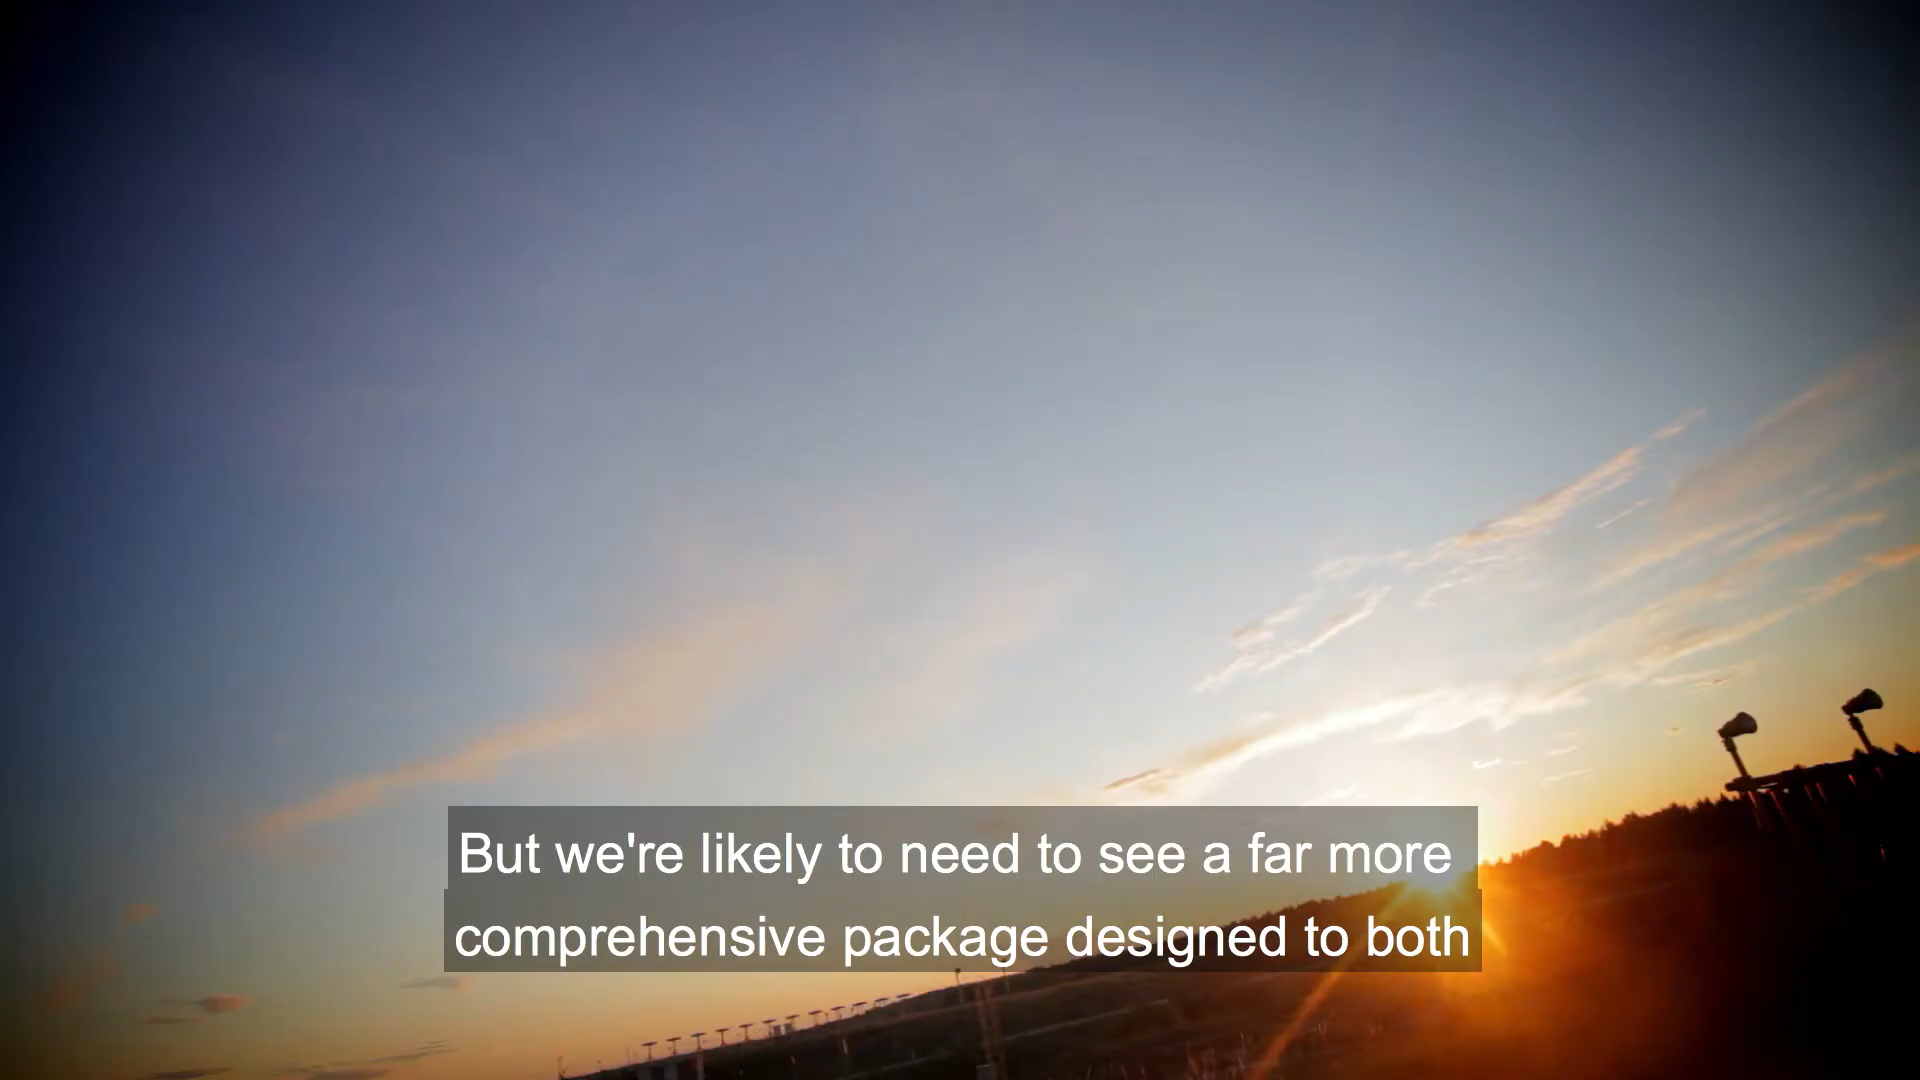 But we're likely to need to see a far more
comprehensive package designed to both